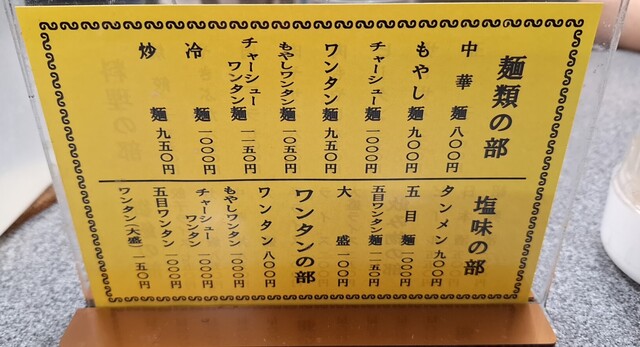 麺類の部
中華麺 八〇〇円
もやし麺 九〇〇円
チャーシュー麺 一〇〇〇円
ワンタン麺 九五〇円
もやしワンタン麺 一〇五〇円
チャーシューワンタン麺 一一五〇円
冷麺 一〇〇〇円
炒麺 九五〇円
塩味の部
タンメン 九〇〇円
五目麺 一〇〇〇円
五目ワンタン麺 一一五〇円
大盛 一〇〇円
ワンタンの部
ワンタン 八〇〇円
もやしワンタン 一〇〇〇円
チャーシューワンタン 一〇〇〇円
五目ワンタン 一〇〇〇円
ワンタン(大盛) 一五〇円